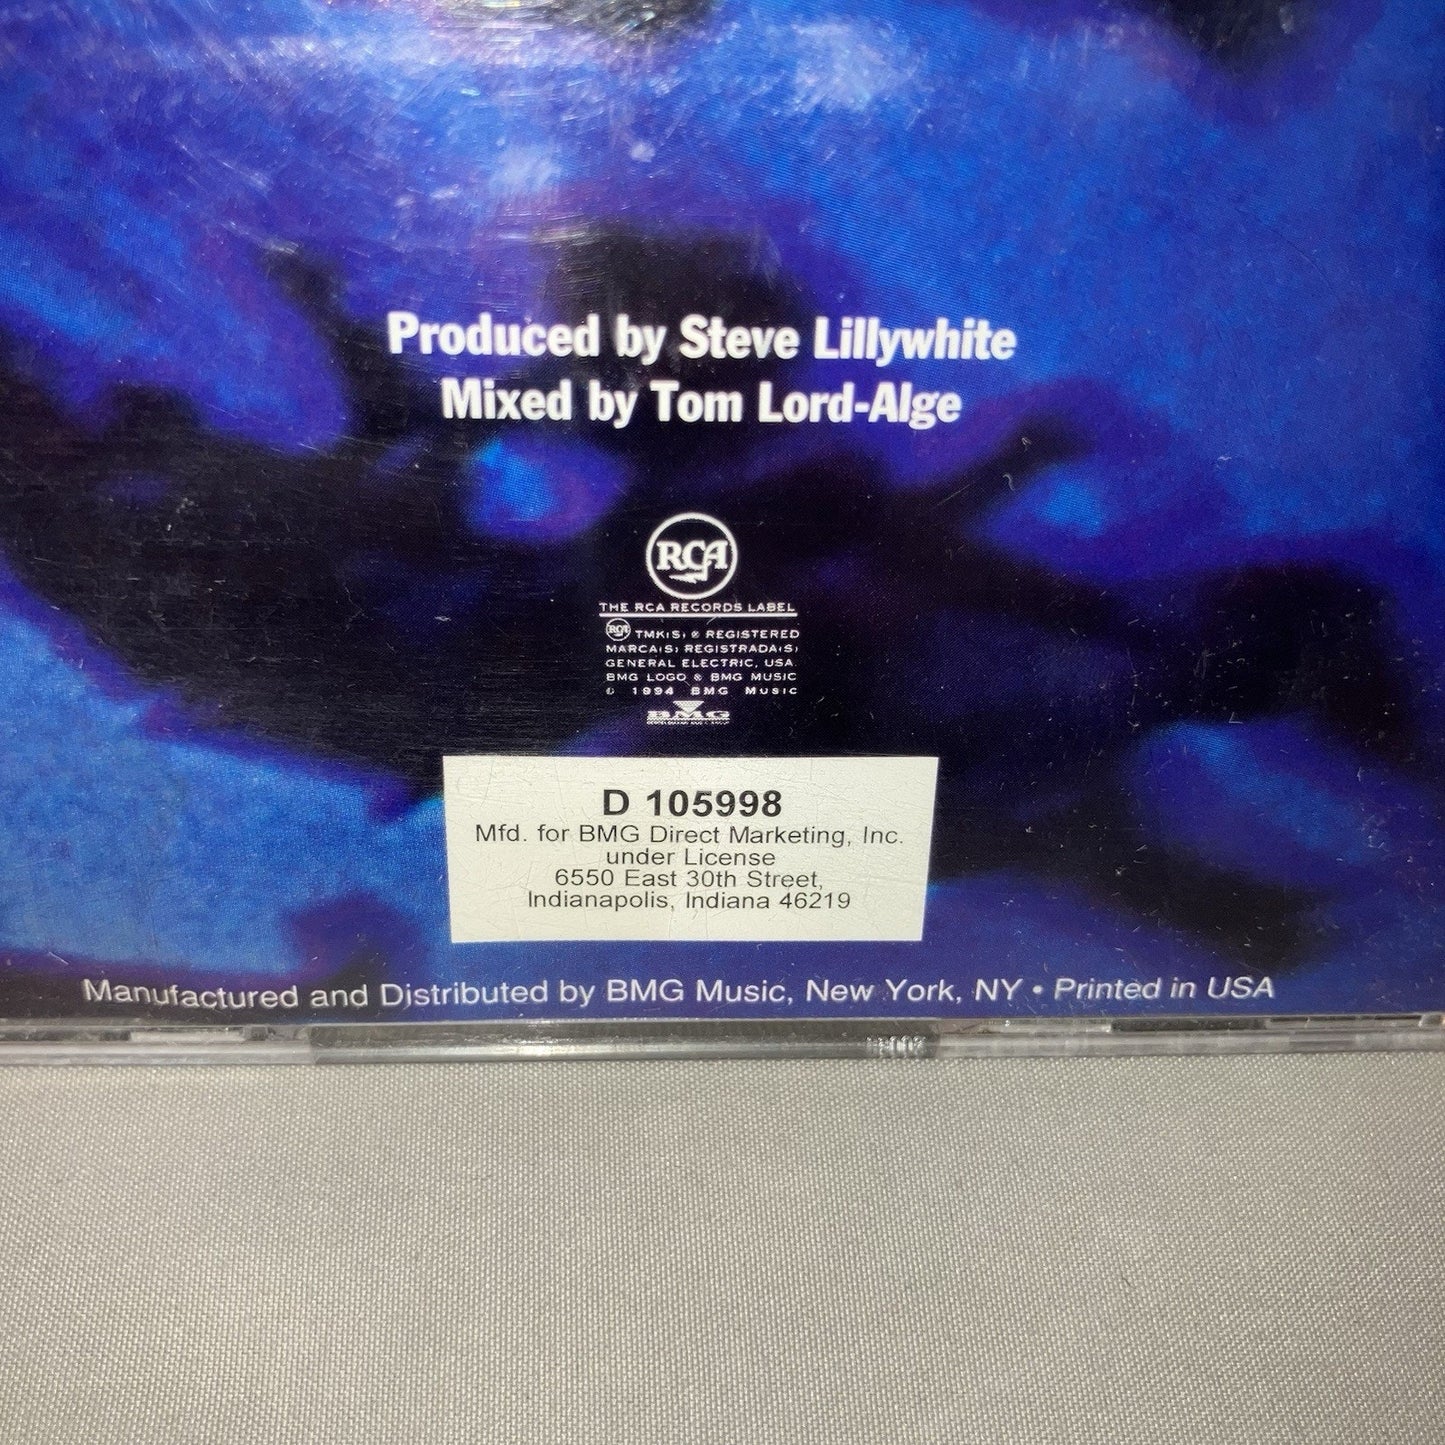 Produced by Steve Lillywhite
Mixed by Tom Lord-Alge
RCA
THE RCA RECORDS LABEL
RCA TMK(S) ® REGISTERED
MARCA(S) REGISTRADA(S)
GENERAL ELECTRIC, USA.
BMG LOGO ® BMG MUSIC
© 1994 BMG MUSIC
BMG
D 105998
Mfd. for BMG Direct Marketing, Inc.
under License
6550 East 30th Street,
Indianapolis, Indiana 46219
Manufactured and Distributed by BMG Music, New York, NY • Printed in USA